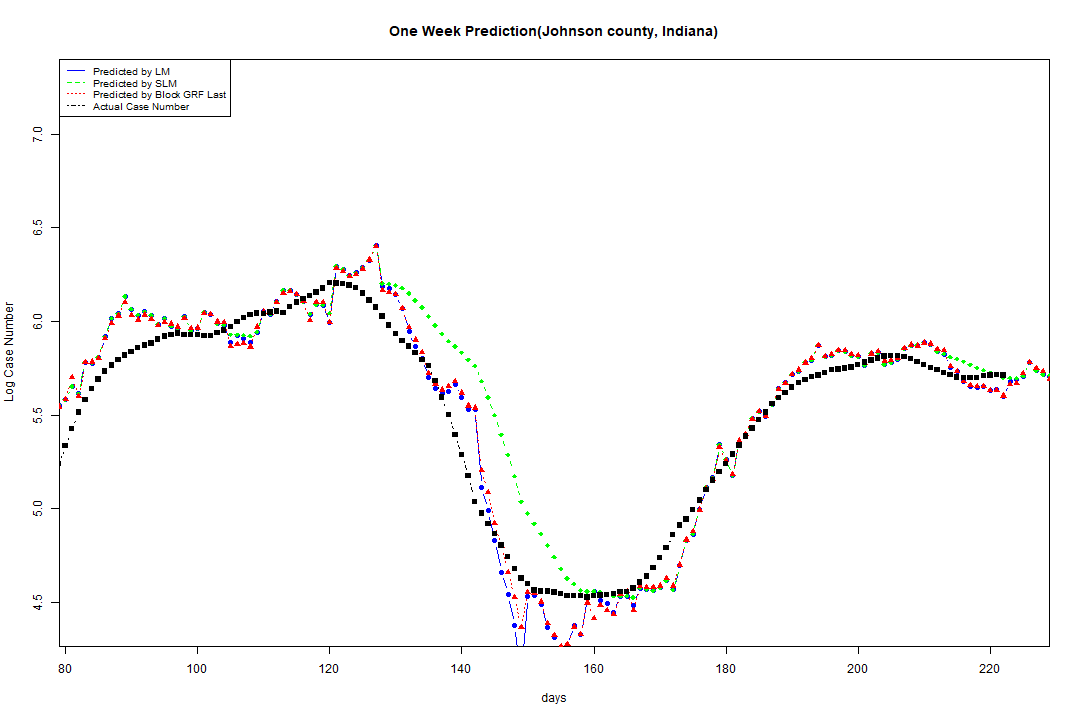 One Week Prediction(Johnson county, Indiana)
Predicted by LM
Predicted by SLM
Predicted by Block GRF Last
Actual Case Number
Log Case Number
7.0
6.5
6.0
5.5
5.0
4.5
80 100 120 140 160 180 200 220
days